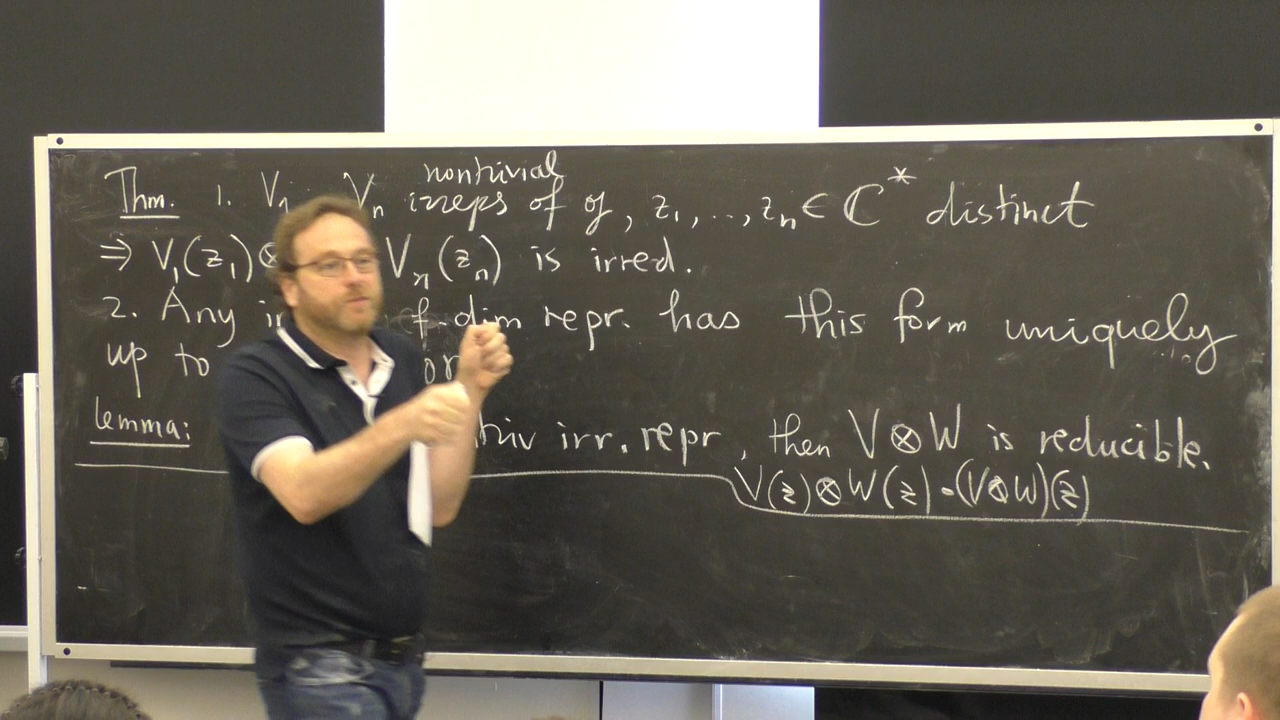 nontrivial
Thm. 1. V₁ … Vₙ irreps of 𝔤, z₁, .., zₙ ∈ ℂ* distinct
⇒ V₁(z₁) ⊗ Vₙ(zₙ) is irred.
2. Any f.dim repr. has this form uniquely
up to
Lemma: irr. repr, then V ⊗ W is reducible.
V(z) ⊗ W(z) = (V ⊗ W)(z)